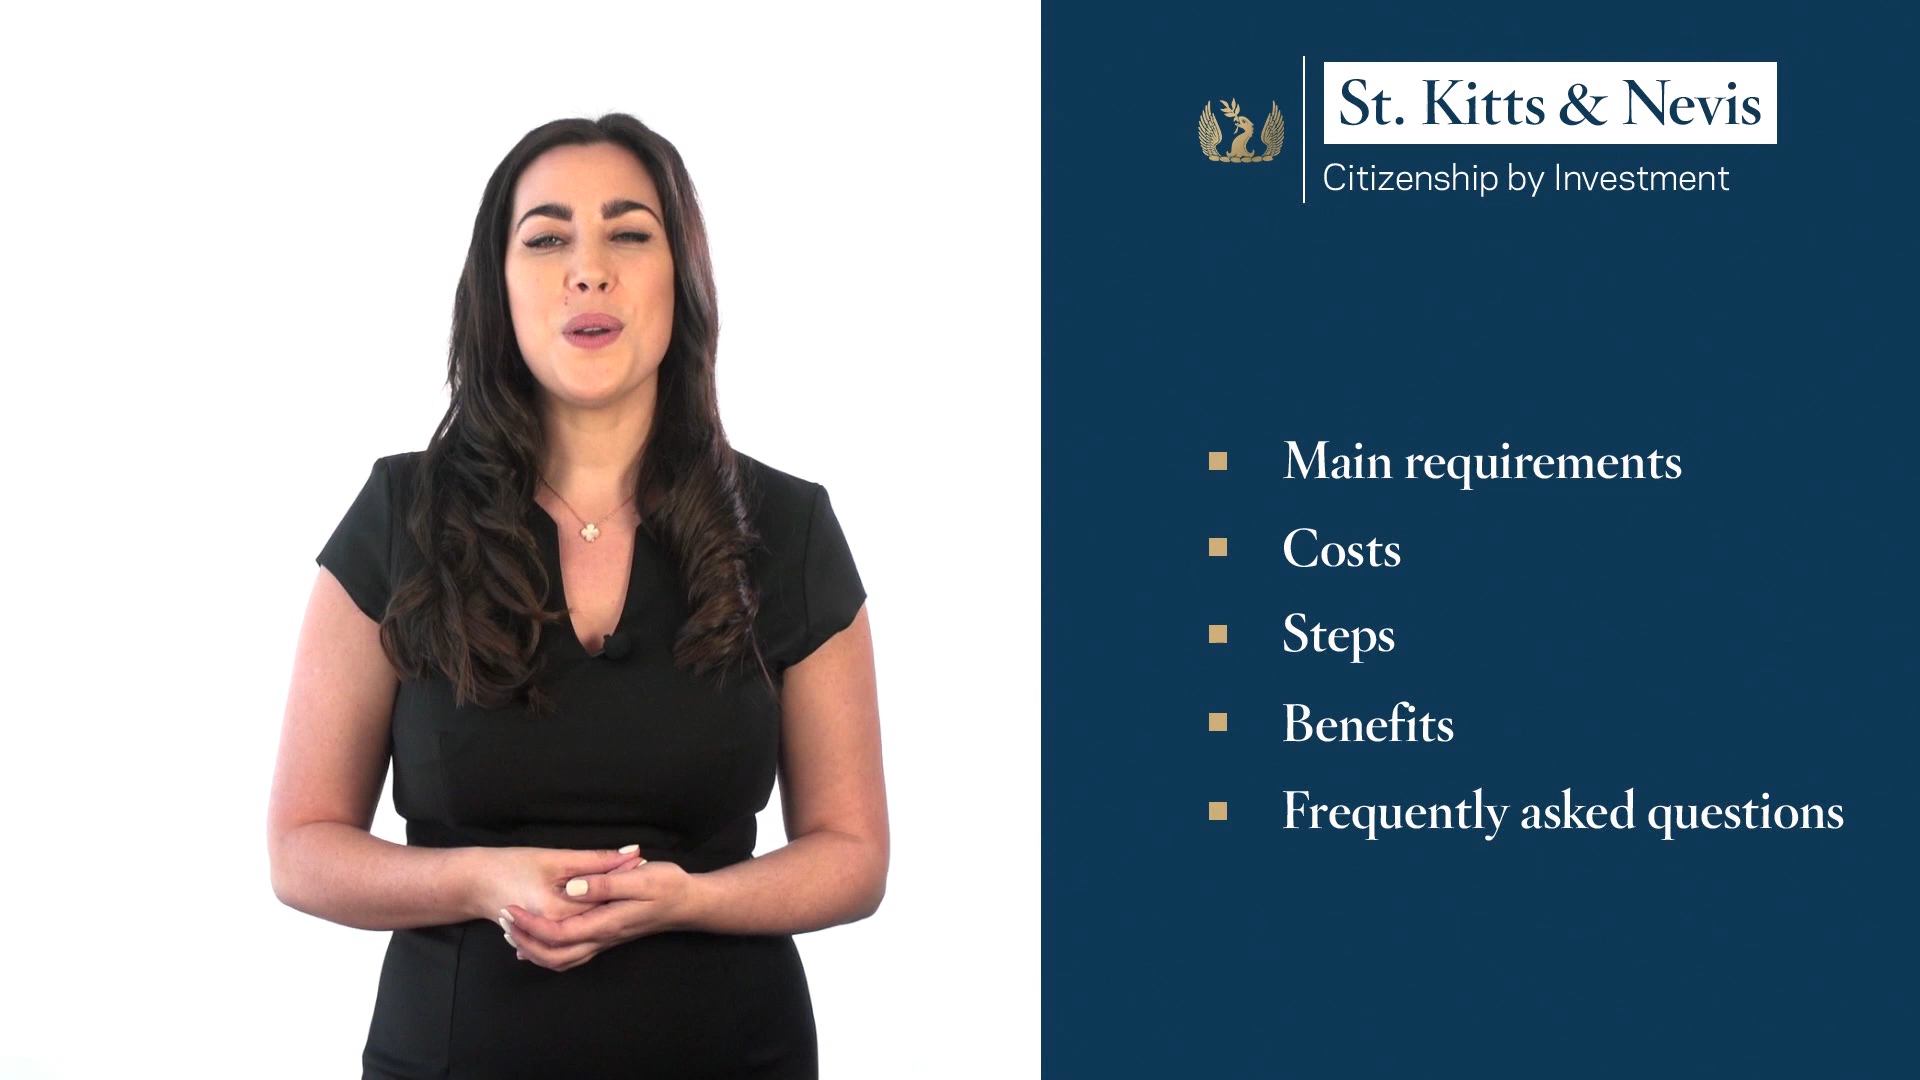 St. Kitts & Nevis
Citizenship by Investment
Main requirements
Costs
Steps
Benefits
Frequently asked questions